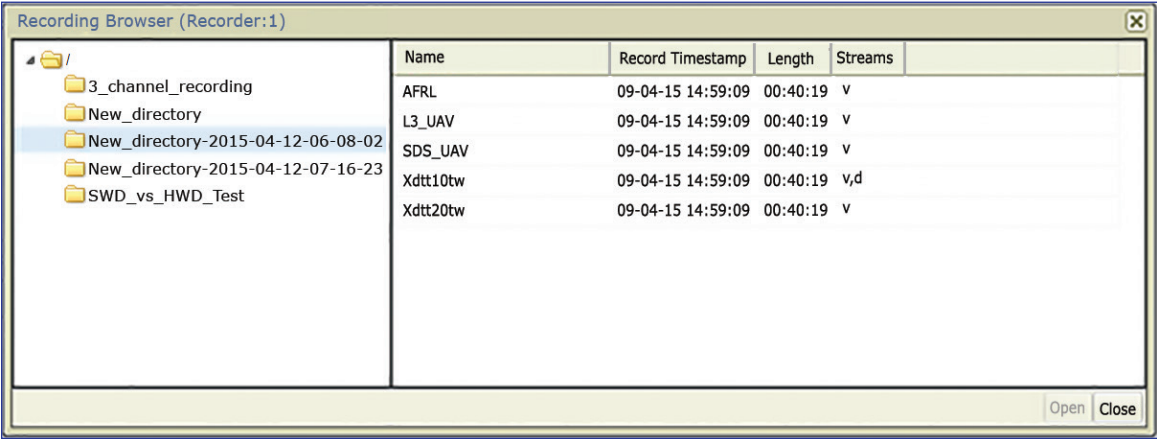 Recording Browser (Recorder:1)
/
3_channel_recording
New_directory
New_directory-2015-04-12-06-08-02
New_directory-2015-04-12-07-16-23
SWD_vs_HWD_Test
Name Record Timestamp Length Streams
AFRL 09-04-15 14:59:09 00:40:19 v
L3_UAV 09-04-15 14:59:09 00:40:19 v
SDS_UAV 09-04-15 14:59:09 00:40:19 v
Xdtt10tw 09-04-15 14:59:09 00:40:19 v,d
Xdtt20tw 09-04-15 14:59:09 00:40:19 v
Open Close